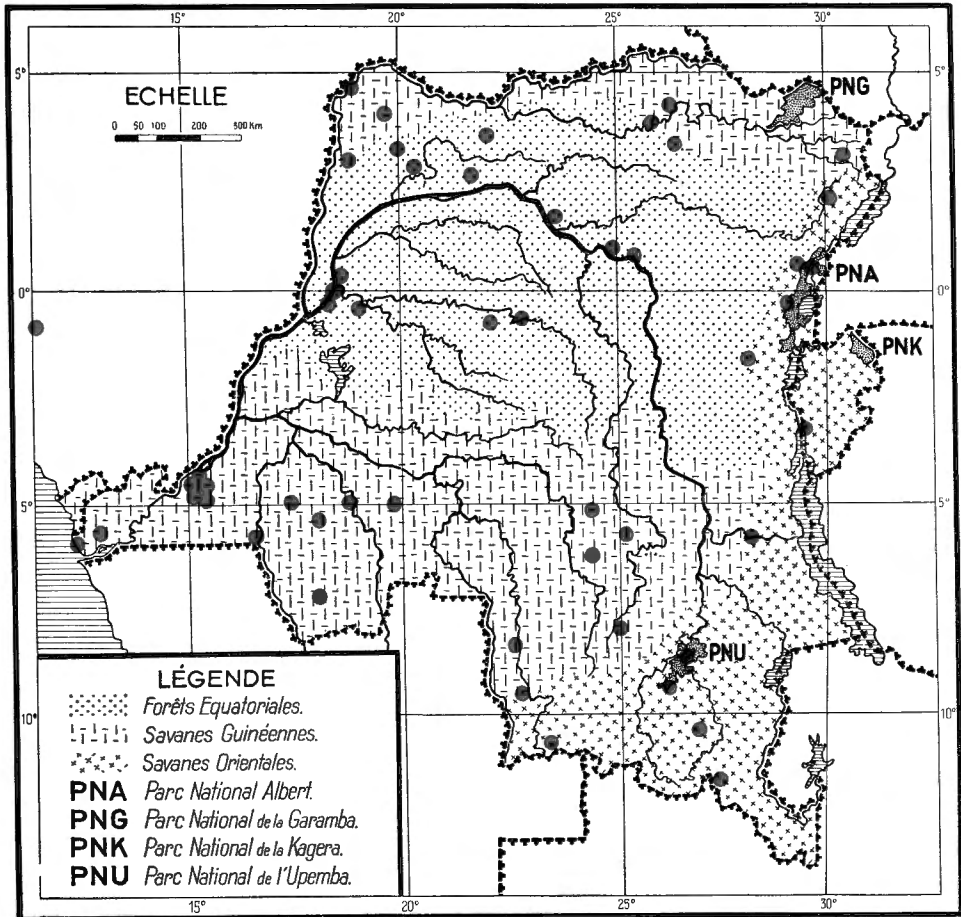 15° 20° 25° 30°
5° 5°
ECHELLE
0 50 100 200 300 Km
PNG
PNA
0° 0°
PNK
5° 5°
PNU
LÉGENDE
Forêts Equatoriales.
Savanes Guinéennes.
Savanes Orientales.
10° 10°
PNA Parc National Albert.
PNG Parc National de la Garamba.
PNK Parc National de la Kagera.
PNU Parc National de l'Upemba.
15° 20° 25° 30°